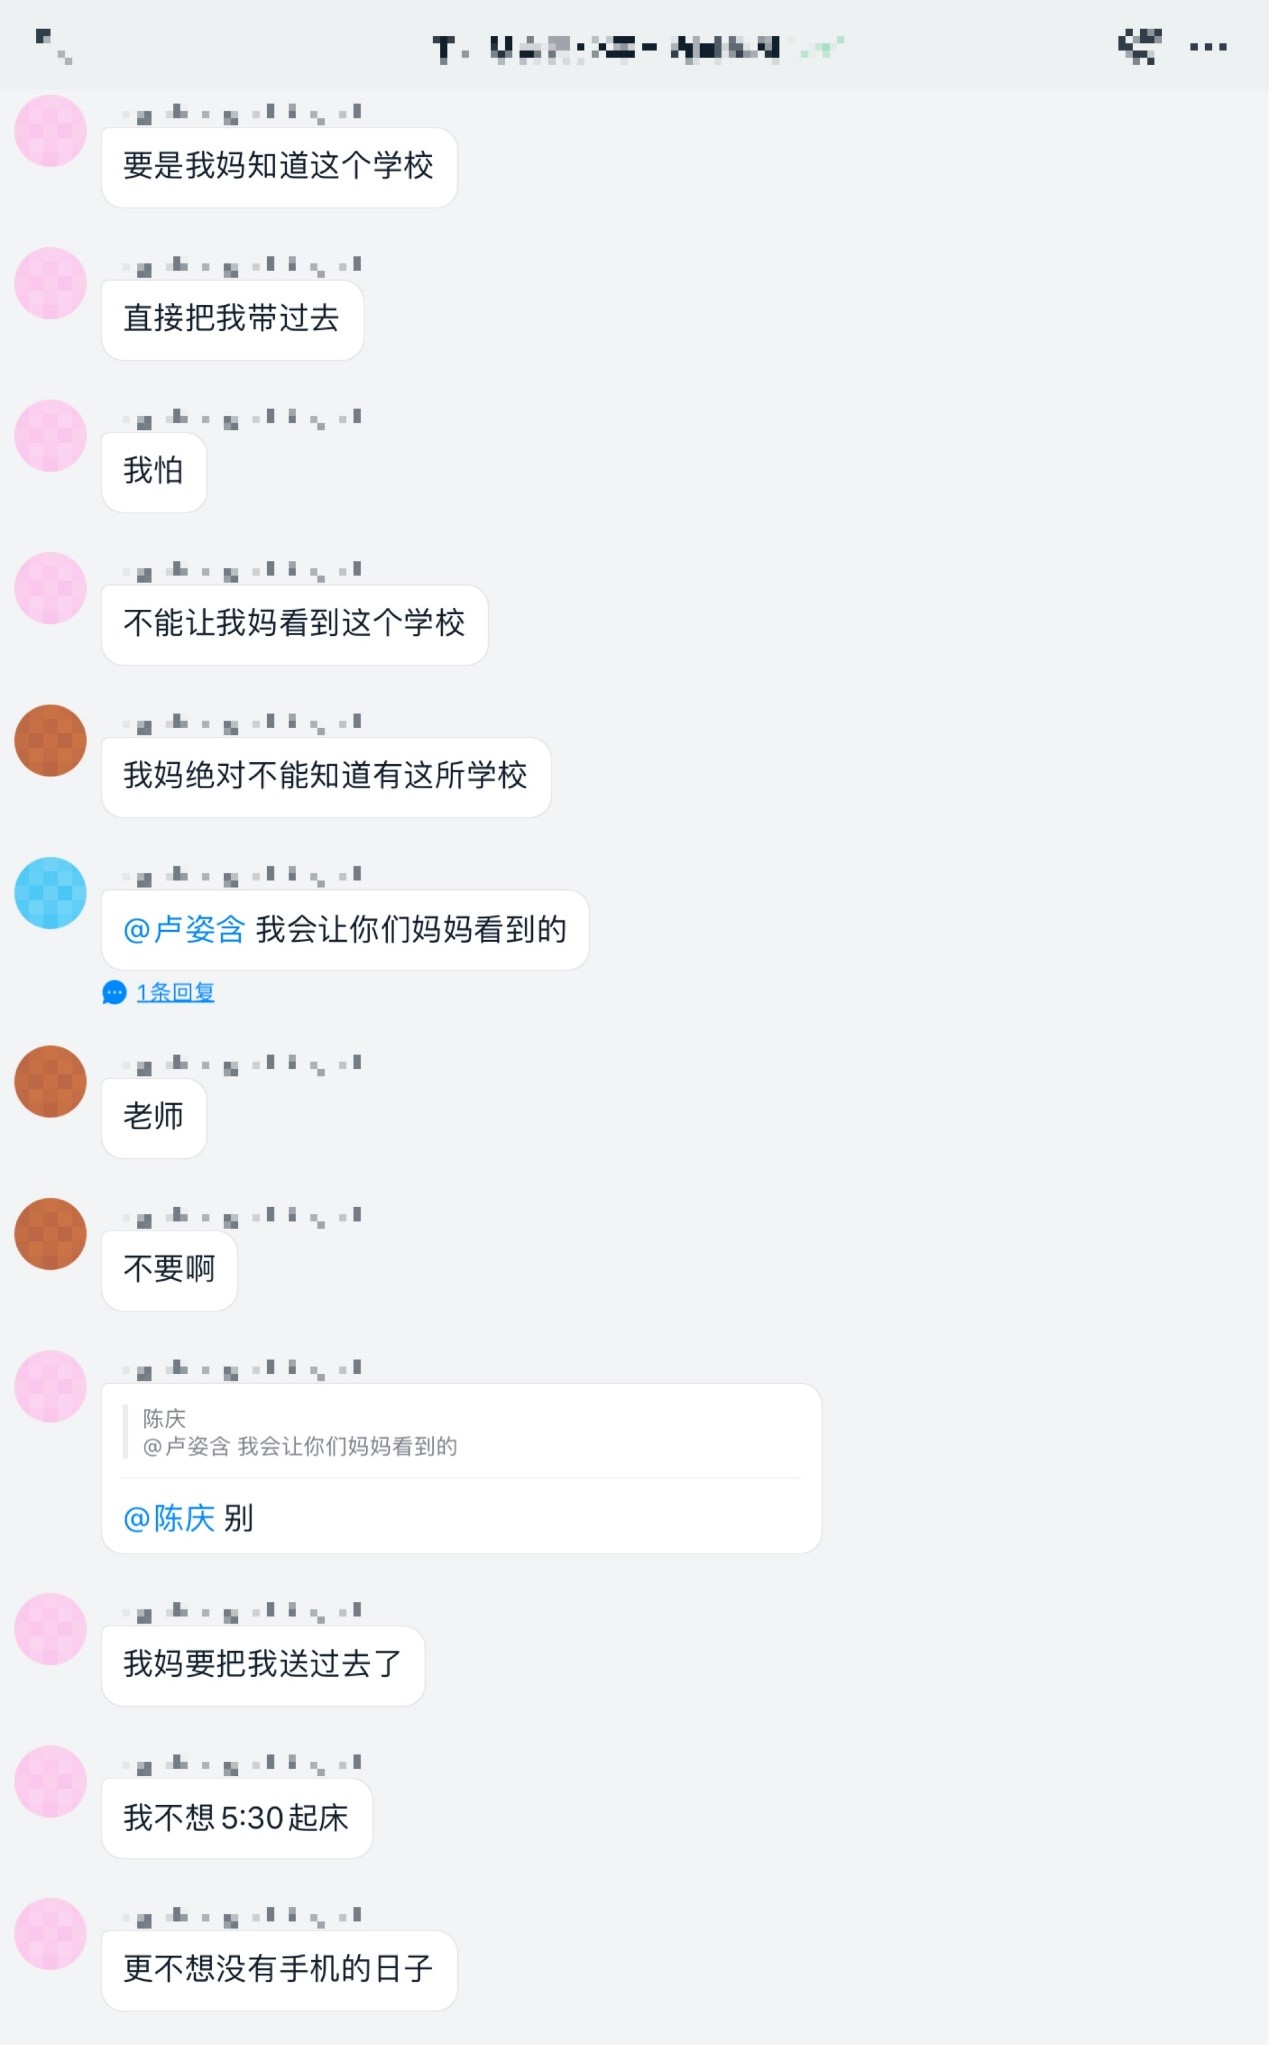 要是我妈知道这个学校
直接把我带过去
我怕
不能让我妈看到这个学校
我妈绝对不能知道有这所学校
@卢姿含 我会让你们妈妈看到的
1条回复
老师
不要啊
陈庆
@卢姿含 我会让你们妈妈看到的
@陈庆 别
我妈要把我送过去了
我不想5:30起床
更不想没有手机的日子